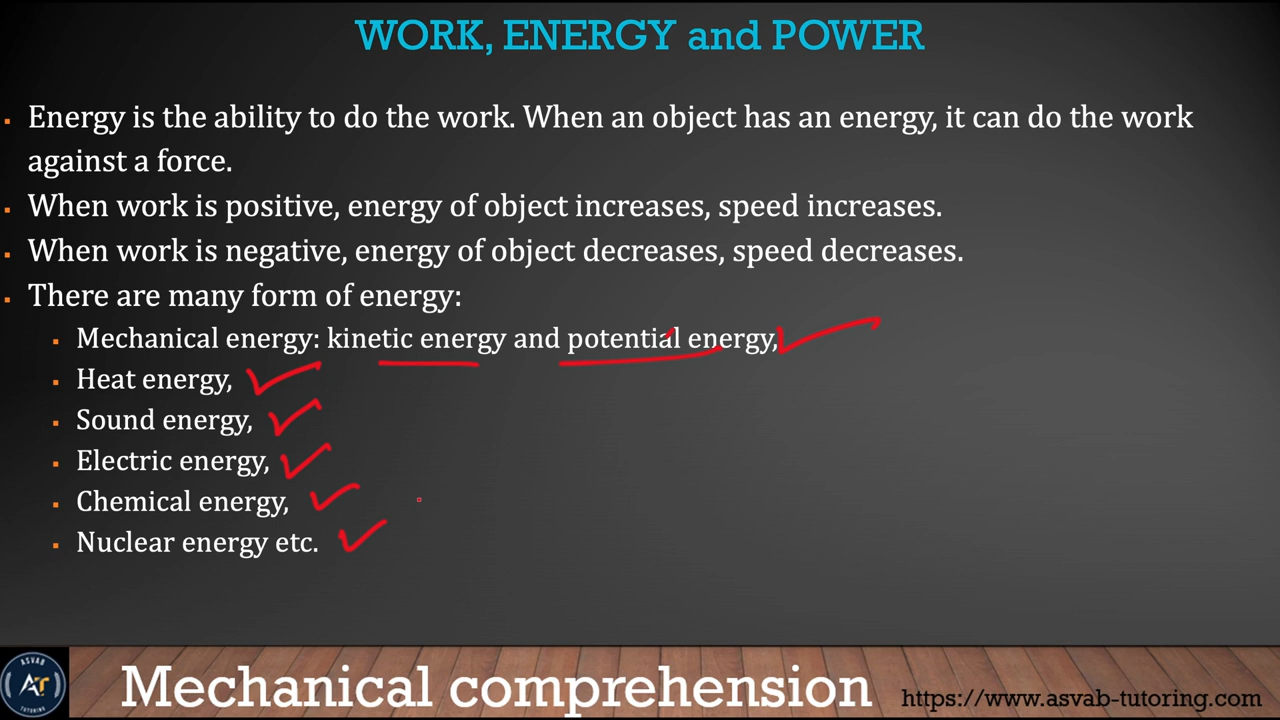 WORK, ENERGY and POWER
Energy is the ability to do the work. When an object has an energy, it can do the work
against a force.
When work is positive, energy of object increases, speed increases.
When work is negative, energy of object decreases, speed decreases.
There are many form of energy:
Mechanical energy: kinetic energy and potential energy,
Heat energy,
Sound energy,
Electric energy,
Chemical energy,
Nuclear energy etc.
ASVAB
AT
TUTORING
Mechanical comprehension
https://www.asvab-tutoring.com